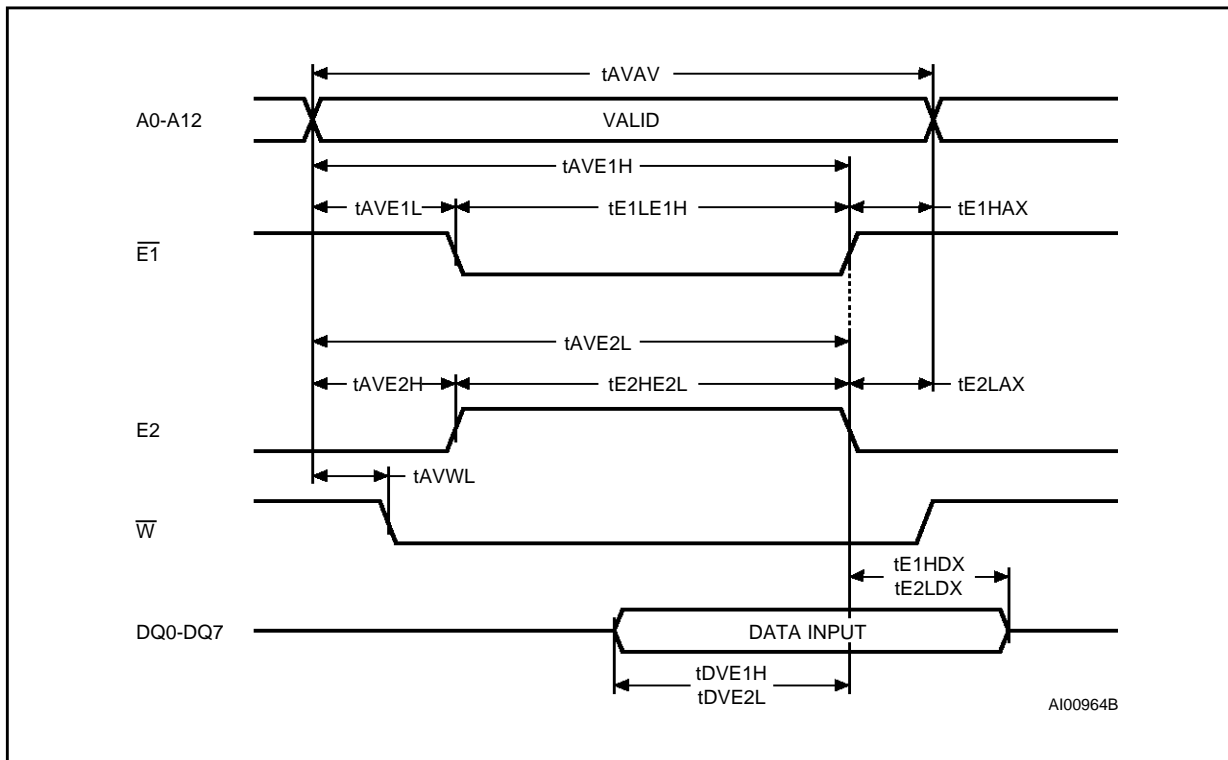 tAVAV
A0-A12
VALID
tAVE1H
tAVE1L
tE1LE1H
tE1HAX
E1
tAVE2L
tAVE2H
tE2HE2L
tE2LAX
E2
tAVWL
W
tE1HDX
tE2LDX
DQ0-DQ7
DATA INPUT
tDVE1H
tDVE2L
AI00964B